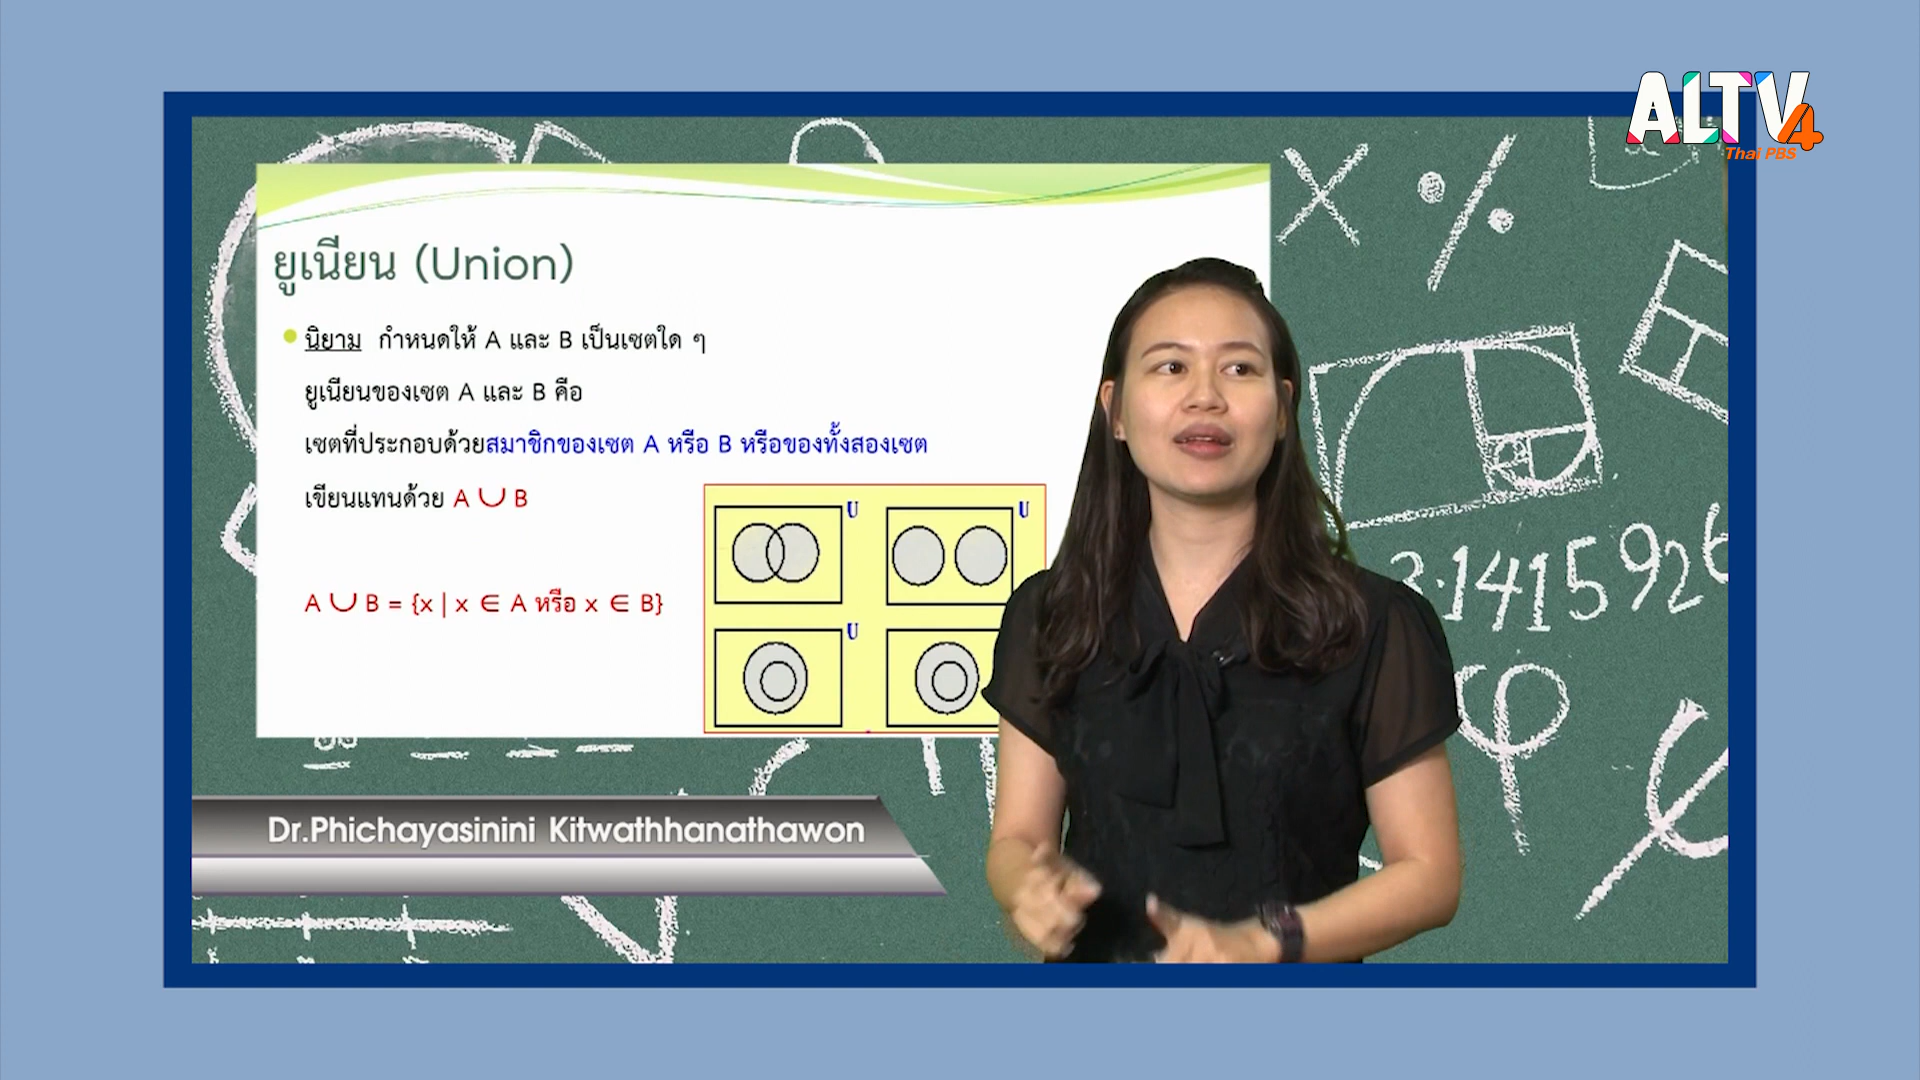 ALTV4
Thai PBS
ยูเนียน (Union)
นิยาม กำหนดให้ A และ B เป็นเซตใด ๆ
ยูเนียนของเซต A และ B คือ
เซตที่ประกอบด้วยสมาชิกของเซต A หรือ B หรือของทั้งสองเซต
เขียนแทนด้วย A ∪ B
A ∪ B = {x | x ∈ A หรือ x ∈ B}
U
U
U
X %
3.141592
φ
Dr.Phichayasinini Kitwathhanathawon